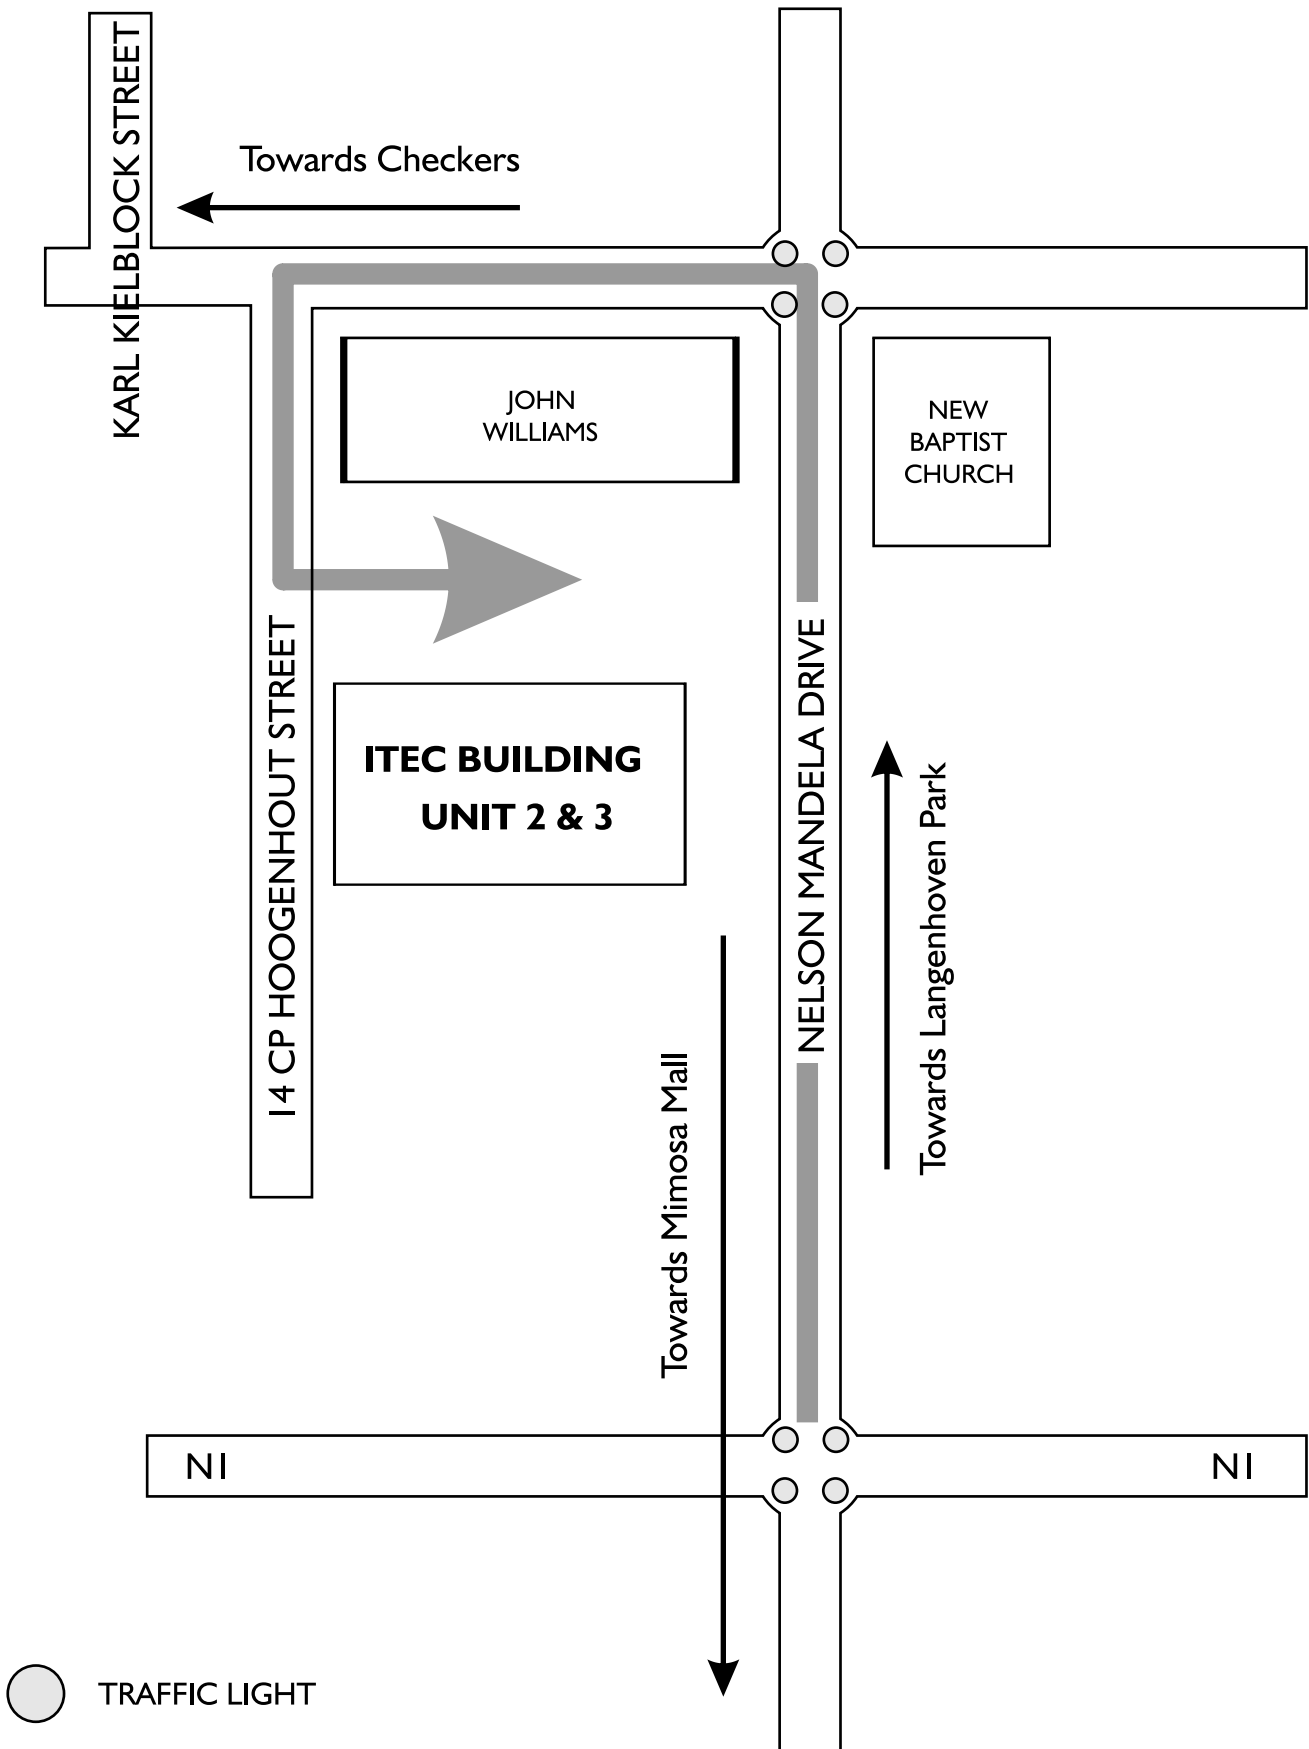 KARL KIELBLOCK STREET
Towards Checkers
JOHN
WILLIAMS
NEW
BAPTIST
CHURCH
14 CP HOOGENHOUT STREET
ITEC BUILDING
UNIT 2 & 3
NELSON MANDELA DRIVE
Towards Langenhoven Park
Towards Mimosa Mall
N1
N1
TRAFFIC LIGHT